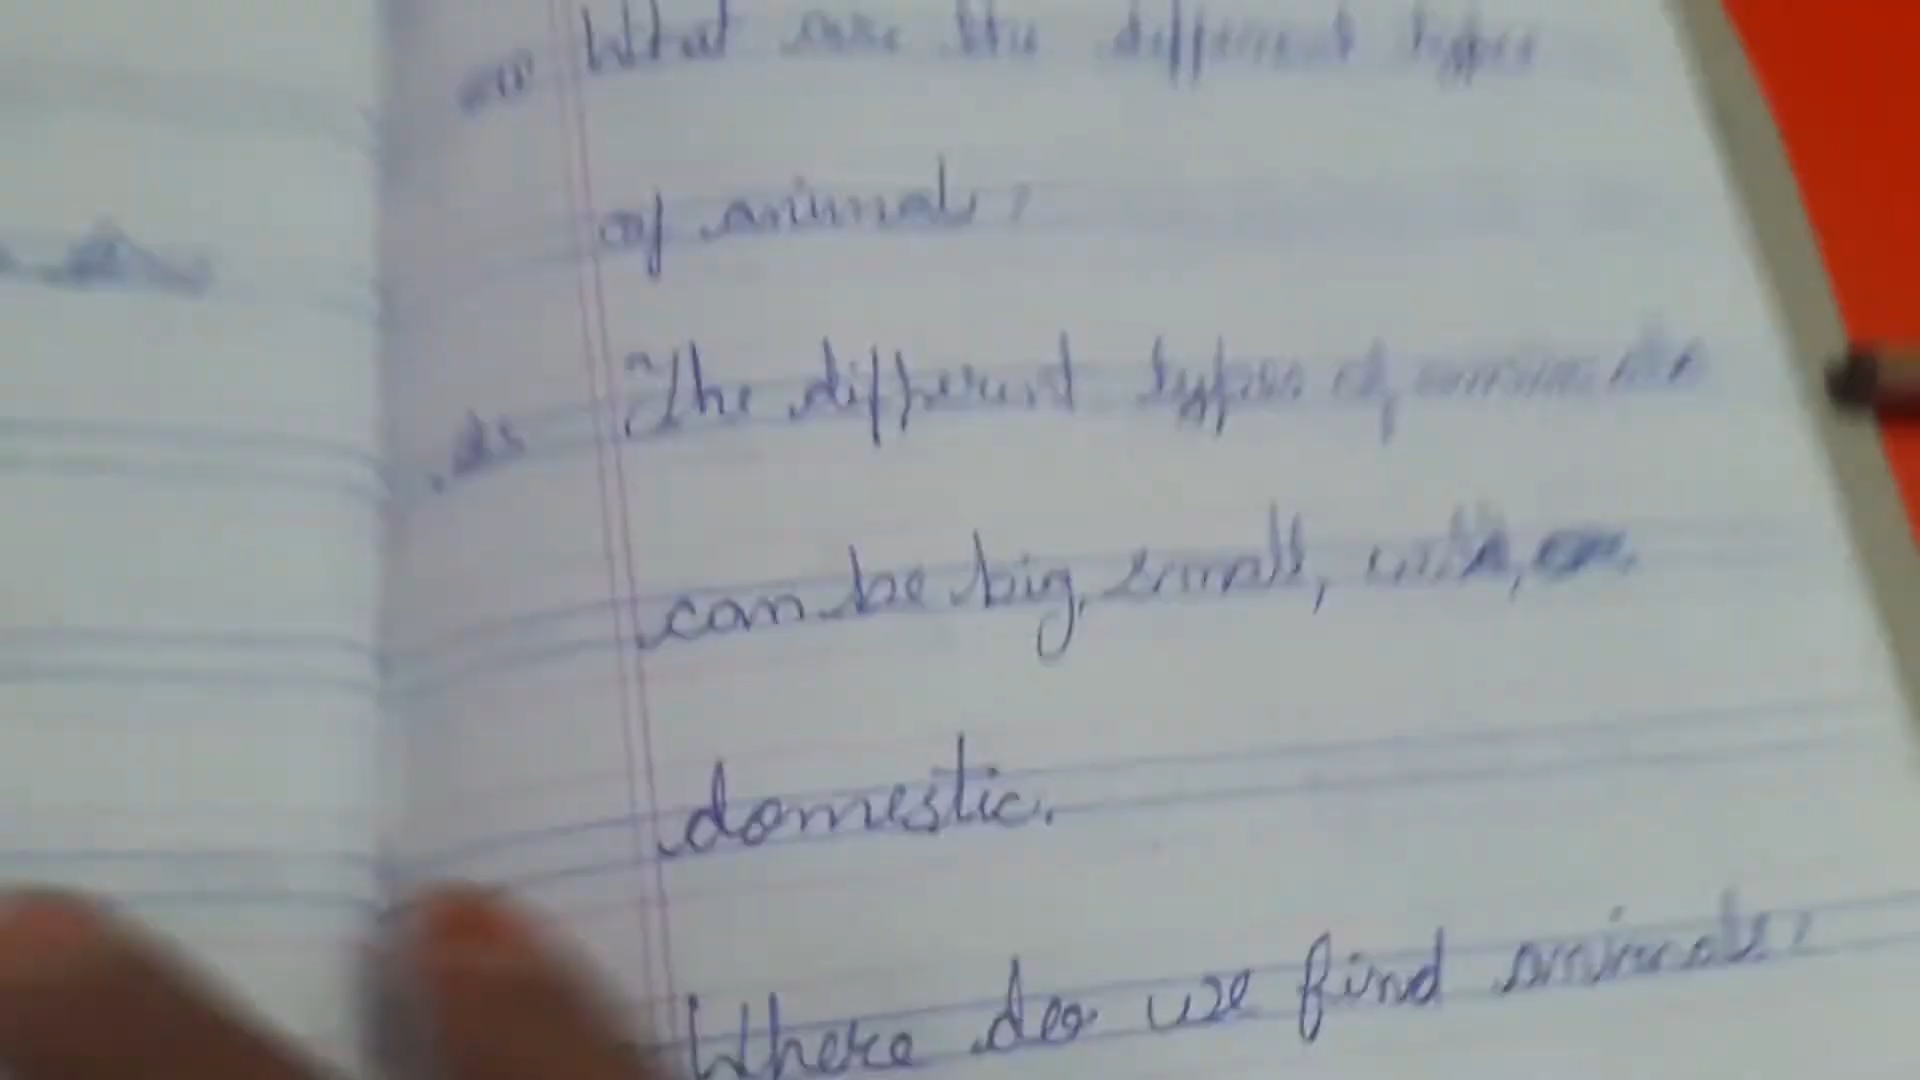 What are the different types
of animals?
The different types of animals
can be big, small, wild, or
domestic.
Where do we find animals?